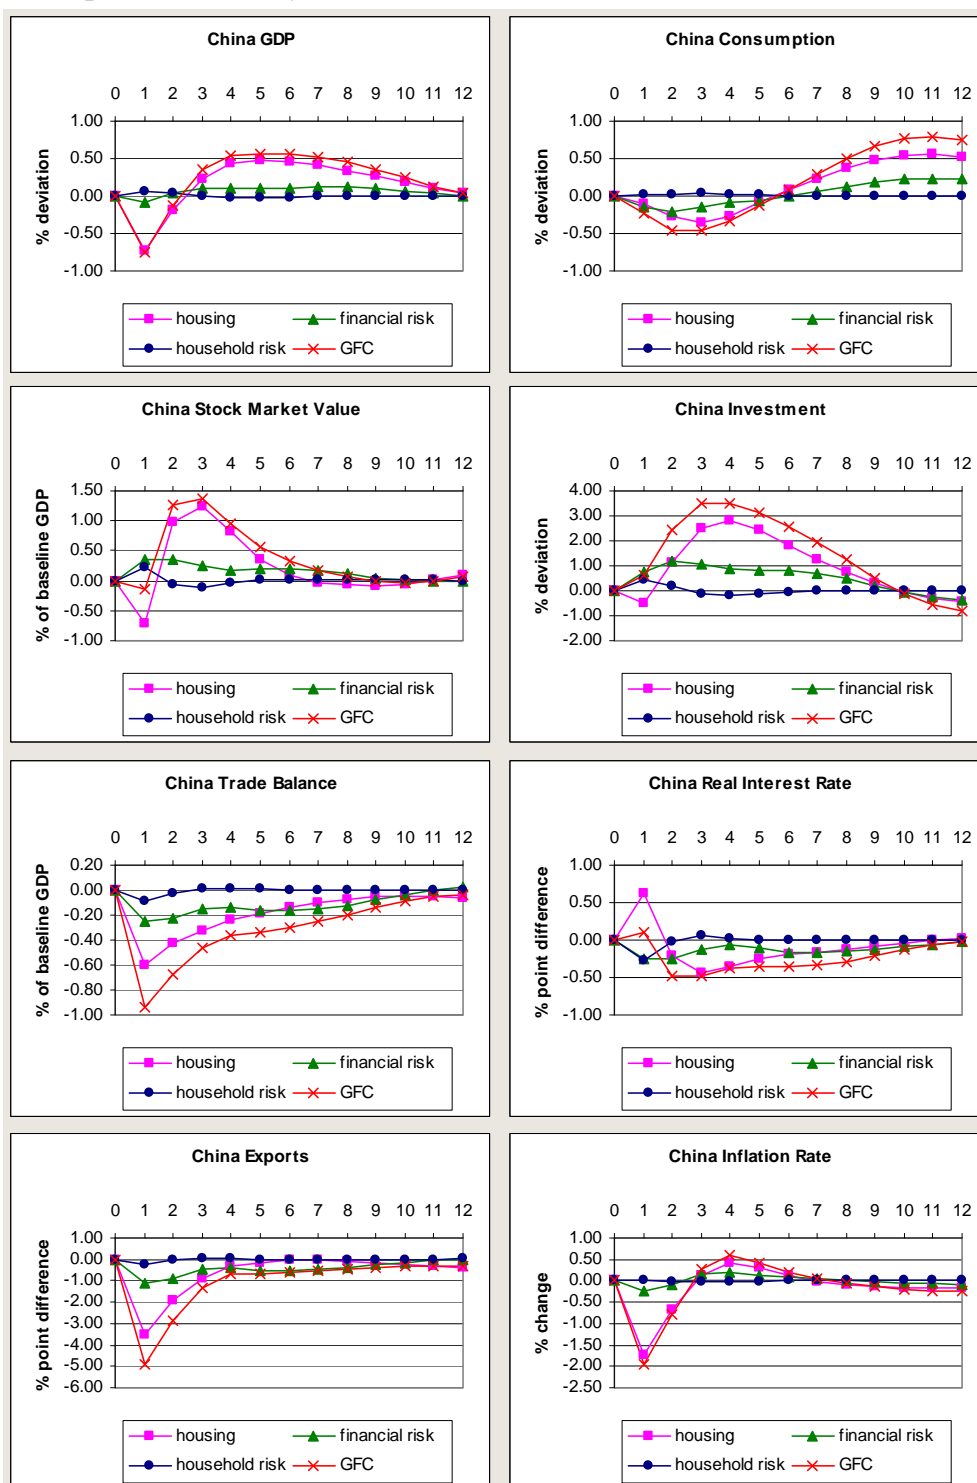 China GDP
0 1 2 3 4 5 6 7 8 9 10 11 12
1.00
0.50
0.00
-0.50
-1.00
% deviation
housing financial risk
household risk GFC
China Consumption
0 1 2 3 4 5 6 7 8 9 10 11 12
1.00
0.50
0.00
-0.50
-1.00
% deviation
housing financial risk
household risk GFC
China Stock Market Value
0 1 2 3 4 5 6 7 8 9 10 11 12
1.50
1.00
0.50
0.00
-0.50
-1.00
% of baseline GDP
housing financial risk
household risk GFC
China Investment
0 1 2 3 4 5 6 7 8 9 10 11 12
4.00
3.00
2.00
1.00
0.00
-1.00
-2.00
% deviation
housing financial risk
household risk GFC
China Trade Balance
0 1 2 3 4 5 6 7 8 9 10 11 12
0.20
0.00
-0.20
-0.40
-0.60
-0.80
-1.00
% of baseline GDP
housing financial risk
household risk GFC
China Real Interest Rate
0 1 2 3 4 5 6 7 8 9 10 11 12
1.00
0.50
0.00
-0.50
-1.00
% point difference
housing financial risk
household risk GFC
China Exports
0 1 2 3 4 5 6 7 8 9 10 11 12
1.00
0.00
-1.00
-2.00
-3.00
-4.00
-5.00
-6.00
% point difference
housing financial risk
household risk GFC
China Inflation Rate
0 1 2 3 4 5 6 7 8 9 10 11 12
1.00
0.50
0.00
-0.50
-1.00
-1.50
-2.00
-2.50
% change
housing financial risk
household risk GFC